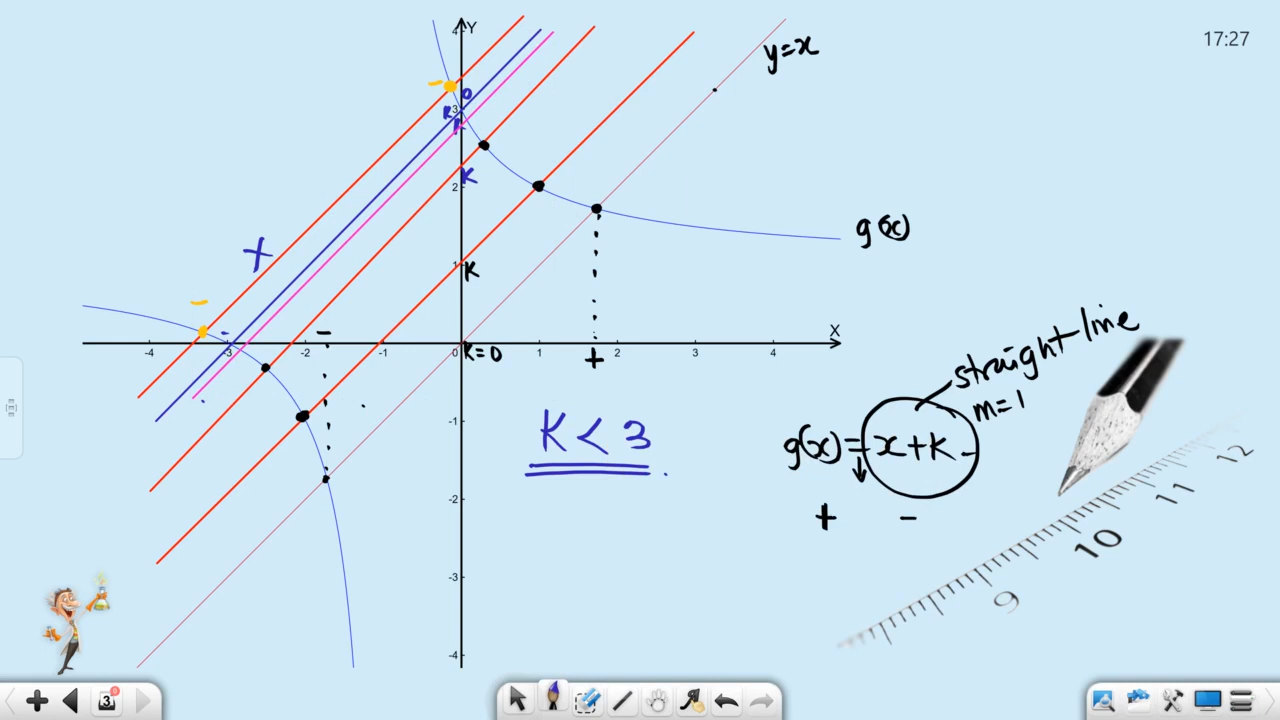 17:27
Y
y=x
4
0
3
K
K
2
K
g(x)
1
K
X
-4
-3
-2
-1
0
K=0
1
2
3
4
+
-
-
-
-
+
straight line
m=1
g(x)=x+k
+ -
K<3
-1
-2
-3
-4
9
10
11
12
3